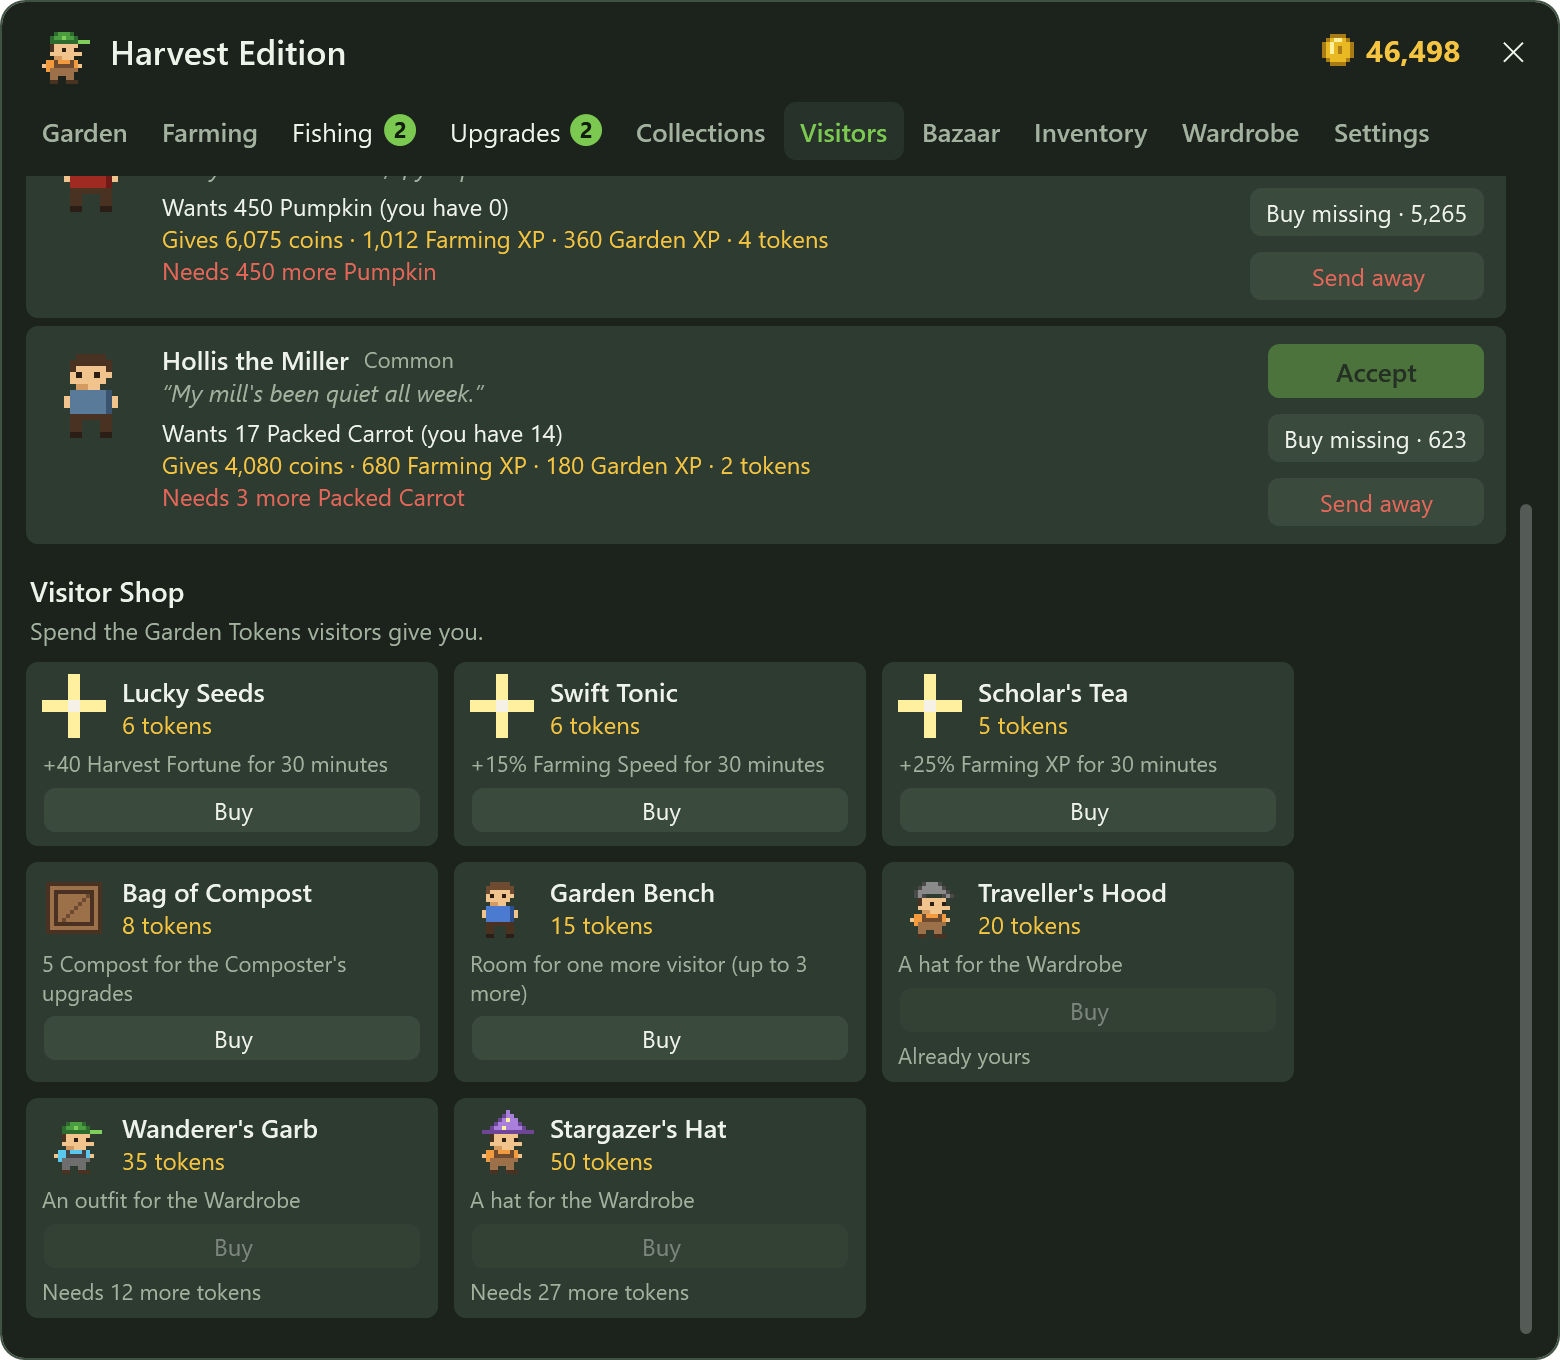 Harvest Edition
46,498
Garden Farming Fishing 2 Upgrades 2 Collections Visitors Bazaar Inventory Wardrobe Settings
Wants 450 Pumpkin (you have 0)
Gives 6,075 coins · 1,012 Farming XP · 360 Garden XP · 4 tokens
Needs 450 more Pumpkin
Buy missing · 5,265
Send away
Hollis the Miller Common
“My mill's been quiet all week.”
Wants 17 Packed Carrot (you have 14)
Gives 4,080 coins · 680 Farming XP · 180 Garden XP · 2 tokens
Needs 3 more Packed Carrot
Accept
Buy missing · 623
Send away
Visitor Shop
Spend the Garden Tokens visitors give you.
Lucky Seeds
6 tokens
+40 Harvest Fortune for 30 minutes
Buy
Swift Tonic
6 tokens
+15% Farming Speed for 30 minutes
Buy
Scholar's Tea
5 tokens
+25% Farming XP for 30 minutes
Buy
Bag of Compost
8 tokens
5 Compost for the Composter's
upgrades
Buy
Garden Bench
15 tokens
Room for one more visitor (up to 3
more)
Buy
Traveller's Hood
20 tokens
A hat for the Wardrobe
Buy
Already yours
Wanderer's Garb
35 tokens
An outfit for the Wardrobe
Buy
Needs 12 more tokens
Stargazer's Hat
50 tokens
A hat for the Wardrobe
Buy
Needs 27 more tokens